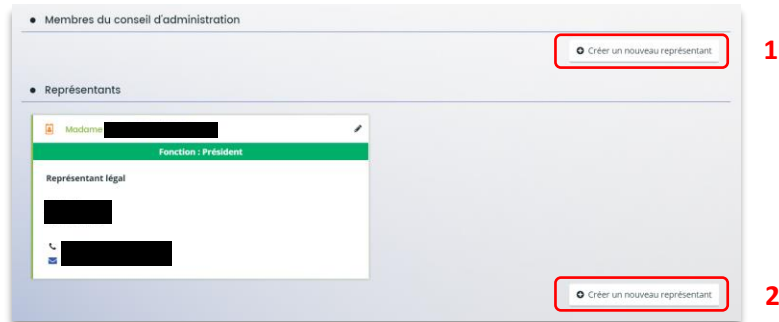 Membres du conseil d'administration
Créer un nouveau représentant
1
Représentants
Madame
Fonction : Président
Représentant légal
Créer un nouveau représentant
2